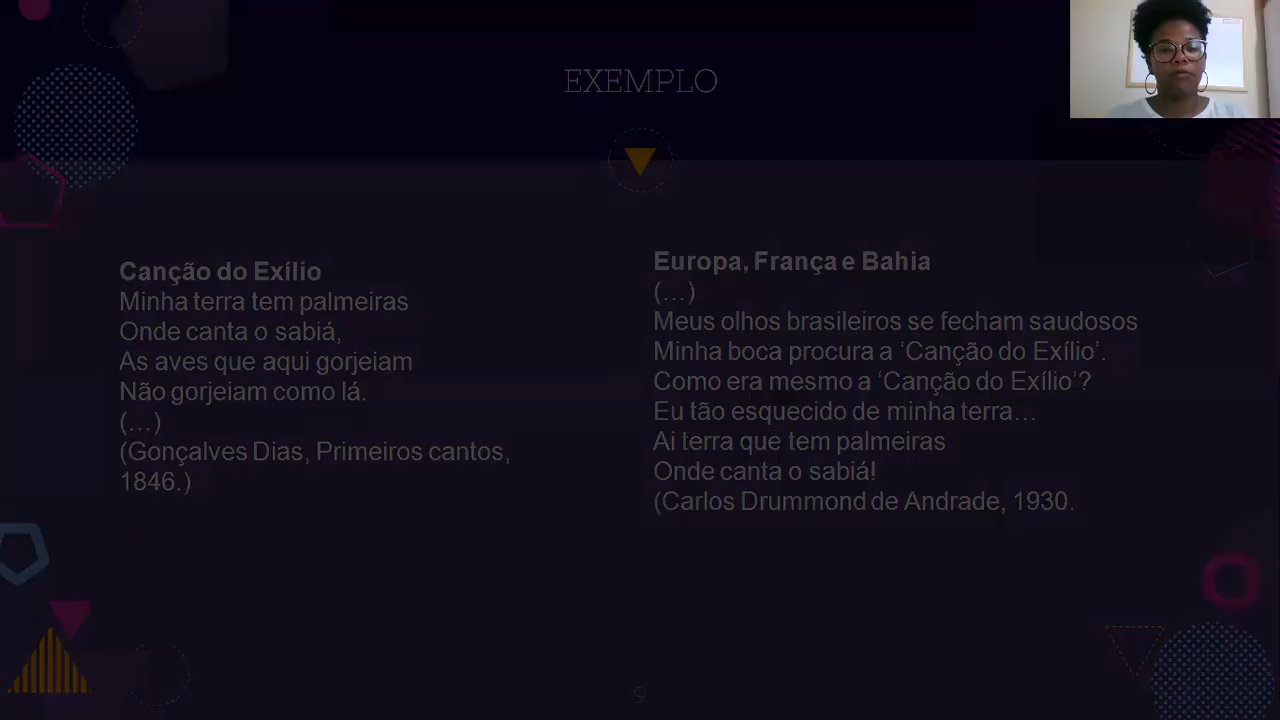 EXEMPLO
Canção do Exílio
Minha terra tem palmeiras
Onde canta o sabiá,
As aves que aqui gorjeiam
Não gorjeiam como lá.
(…)
(Gonçalves Dias, Primeiros cantos,
1846.)
Europa, França e Bahia
(…)
Meus olhos brasileiros se fecham saudosos
Minha boca procura a ‘Canção do Exílio’.
Como era mesmo a ‘Canção do Exílio’?
Eu tão esquecido de minha terra…
Ai terra que tem palmeiras
Onde canta o sabiá!
(Carlos Drummond de Andrade, 1930.
9